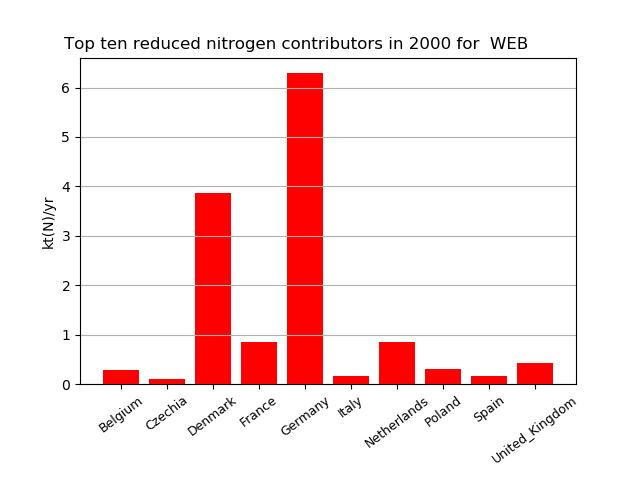 Top ten reduced nitrogen contributors in 2000 for  WEB
kt(N)/yr
6
5
4
3
2
1
0
Belgium
Czechia
Denmark
France
Germany
Italy
Netherlands
Poland
Spain
United_Kingdom